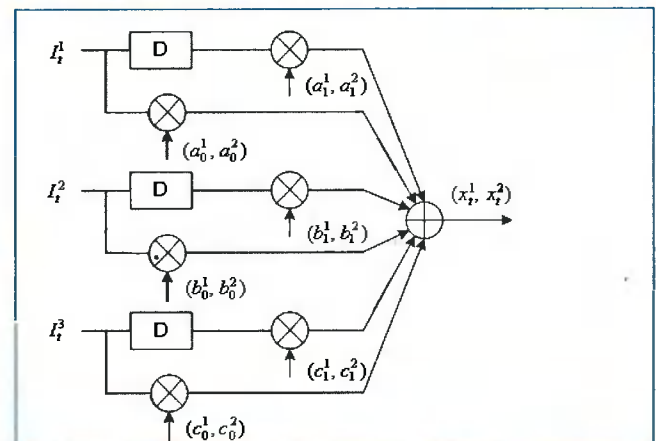 I_t^1 D
(a_1^1, a_1^2)
(a_0^1, a_0^2)
I_t^2 D
(x_t^1, x_t^2)
(b_1^1, b_1^2)
(b_0^1, b_0^2)
I_t^3 D
(c_1^1, c_1^2)
(c_0^1, c_0^2)